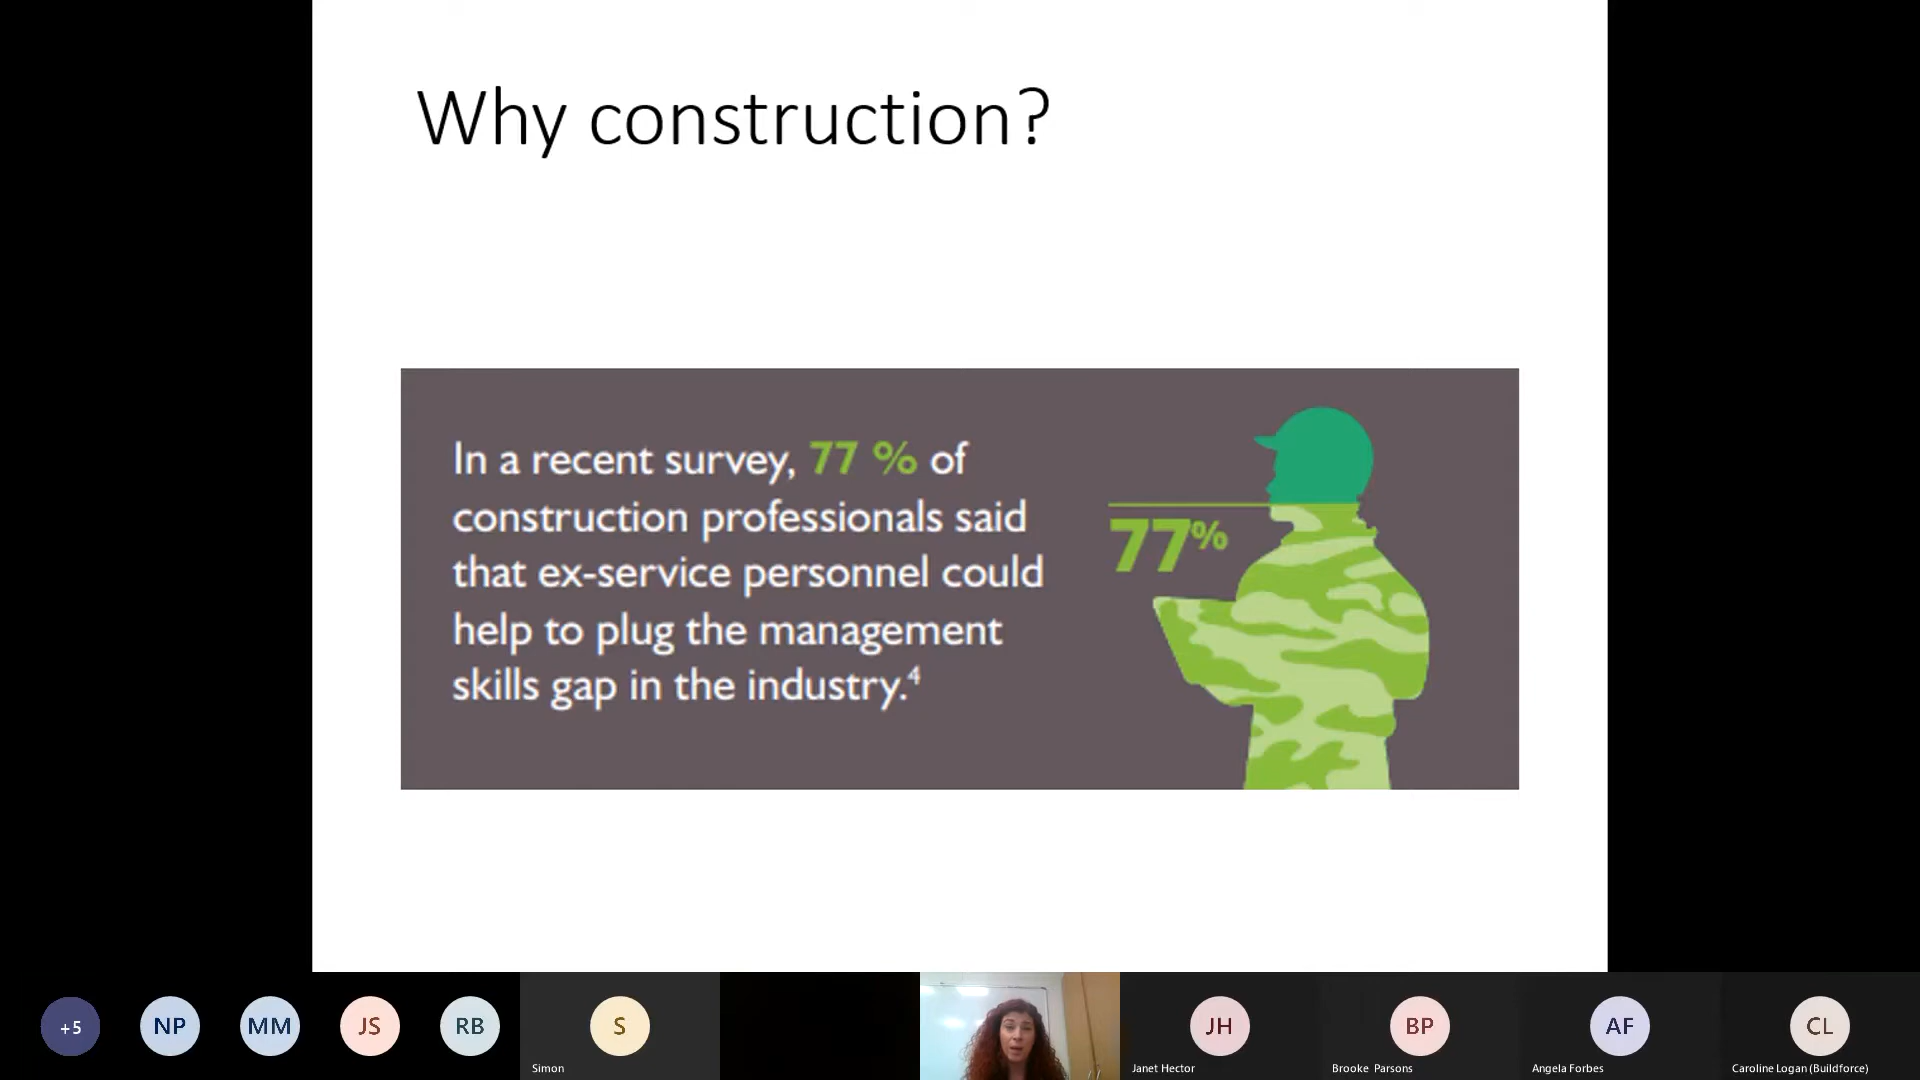 Why construction?
In a recent survey, 77 % of
construction professionals said
that ex-service personnel could
help to plug the management
skills gap in the industry.⁴
77%
+5
NP
MM
JS
RB
S
Simon
JH
Janet Hector
BP
Brooke Parsons
AF
Angela Forbes
CL
Caroline Logan (Buildforce)